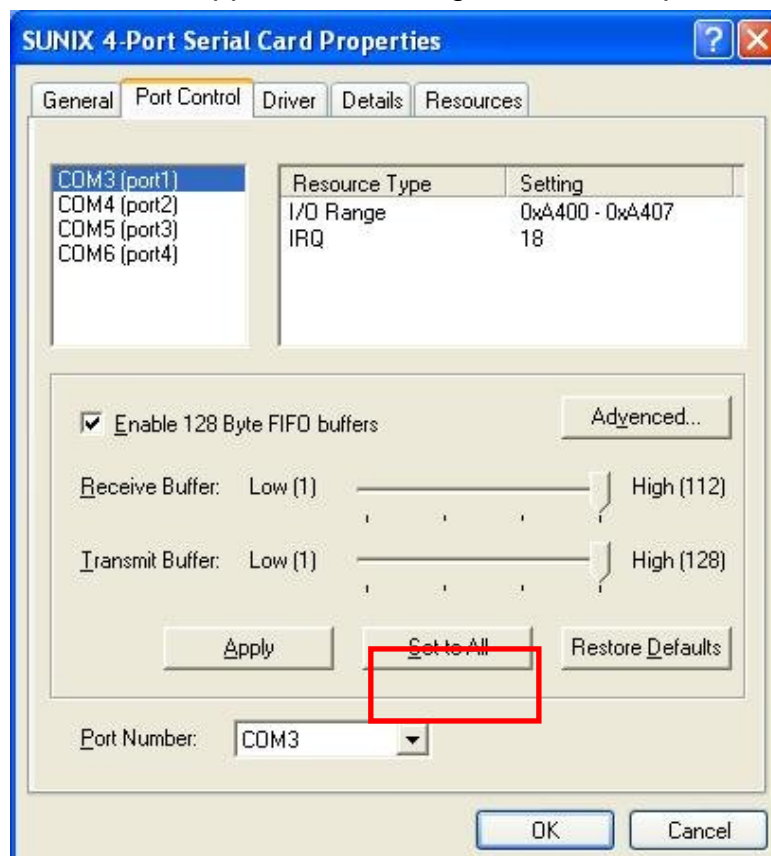 SUNIX 4-Port Serial Card Properties
General Port Control Driver Details Resources
COM3 (port1)
COM4 (port2)
COM5 (port3)
COM6 (port4)
Resource Type Setting
I/O Range 0xA400 - 0xA407
IRQ 18
Enable 128 Byte FIFO buffers
Advenced...
Receive Buffer: Low (1) High (112)
Transmit Buffer: Low (1) High (128)
Apply Set to All Restore Defaults
Port Number: COM3
OK Cancel